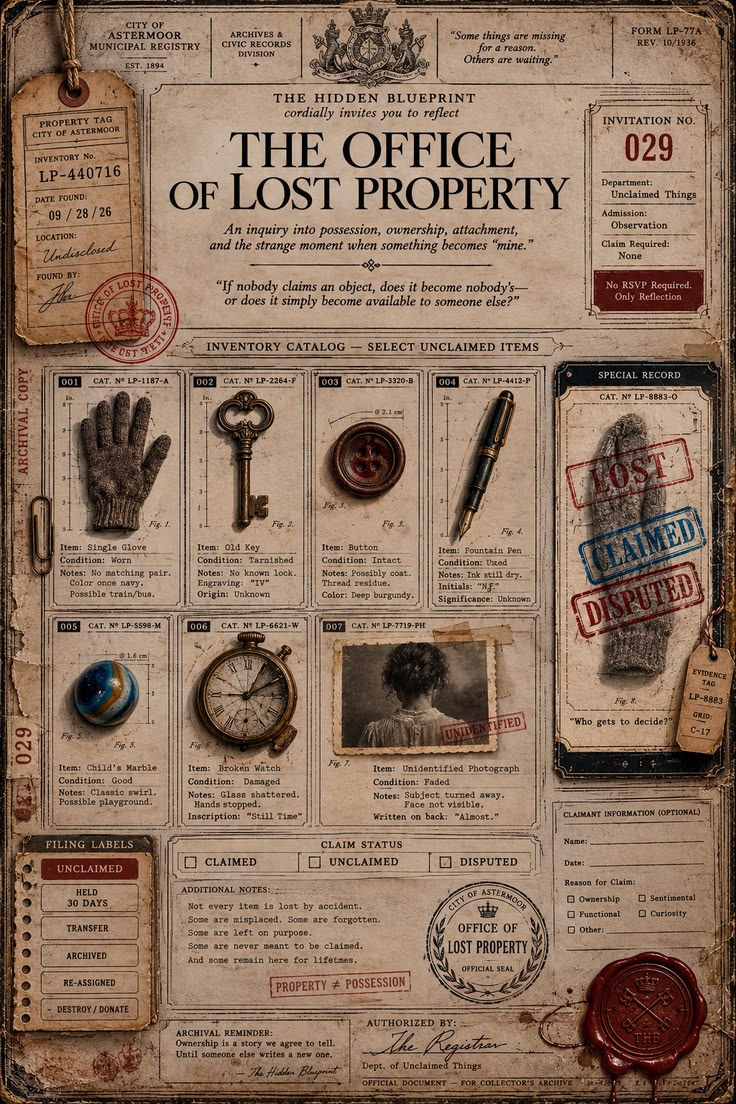 CITY OF
ASTERMOOR
MUNICIPAL REGISTRY
EST. 1894
ARCHIVES &
CIVIC RECORDS
DIVISION
"Some things are missing
for a reason.
Others are waiting."
FORM LP-77A
REV. 10/1936
PROPERTY TAG
CITY OF ASTERMOOR
INVENTORY No.
LP-440716
DATE FOUND:
09 / 28 / 26
LOCATION:
Undisclosed
FOUND BY:
OFFICE OF LOST PROPERTY
THE HIDDEN BLUEPRINT
cordially invites you to reflect
THE OFFICE
OF LOST PROPERTY
An inquiry into possession, ownership, attachment,
and the strange moment when something becomes "mine."
"If nobody claims an object, does it become nobody's—
or does it simply become available to someone else?"
INVITATION NO.
029
Department:
Unclaimed Things
Admission:
Observation
Claim Required:
None
No RSVP Required.
Only Reflection
INVENTORY CATALOG — SELECT UNCLAIMED ITEMS
ARCHIVAL COPY
001 CAT. Nº LP-1187-A
in.
Fig. 1.
Item: Single Glove
Condition: Worn
Notes: No matching pair.
Color once navy.
Possible train/bus.
002 CAT. Nº LP-2264-F
in.
Fig. 2.
Item: Old Key
Condition: Tarnished
Notes: No known lock.
Engraving: "IV"
Origin: Unknown
003 CAT. Nº LP-3320-B
⌀ 2.1 cm
Fig. 3.
Fig. 3.
Item: Button
Condition: Intact
Notes: Possibly coat.
Thread residue.
Color: Deep burgundy.
004 CAT. Nº LP-4412-P
in.
Fig. 4.
Item: Fountain Pen
Condition: Used
Notes: Ink still dry.
Initials:
Significance: Unknown
SPECIAL RECORD
CAT. Nº LP-8883-O
LOST
CLAIMED
DISPUTED
Fig. 8.
"Who gets to decide?"
EVIDENCE
TAG
LP-8883
GRID:
C-17
005 CAT. Nº LP-5598-M
⌀ 1.6 cm
Fig. 5.
Fig. 5.
Item: Child's Marble
Condition: Good
Notes: Classic swirl.
Possible playground.
006 CAT. Nº LP-6621-W
Fig. 6.
Item: Broken Watch
Condition: Damaged
Notes: Glass shattered.
Hands stopped.
Inscription: "Still Time"
007 CAT. Nº LP-7719-PH
UNIDENTIFIED
Fig. 7.
Item: Unidentified Photograph
Condition: Faded
Notes: Subject turned away.
Face not visible.
Written on back: "Almost."
029
FILING LABELS
UNCLAIMED
HELD
30 DAYS
TRANSFER
ARCHIVED
RE-ASSIGNED
DESTROY / DONATE
CLAIM STATUS
CLAIMED
UNCLAIMED
DISPUTED
ADDITIONAL NOTES:
Not every item is lost by accident.
Some are misplaced. Some are forgotten.
Some are left on purpose.
Some are never meant to be claimed.
And some remain here for lifetmes.
PROPERTY ≠ POSSESSION
CITY OF ASTERMOOR
OFFICE OF
LOST PROPERTY
OFFICIAL SEAL
CLAIMANT INFORMATION (OPTIONAL)
Name:
Date:
Reason for Claim:
Ownership
Sentimental
Functional
Curiosity
Other:
THB
ARCHIVAL REMINDER:
Ownership is a story we agree to tell.
Until someone else writes a new one.
— The Hidden Blueprint
AUTHORIZED BY:
The Registrar
Dept. of Unclaimed Things
OFFICIAL DOCUMENT — FOR COLLECTOR'S ARCHIVE